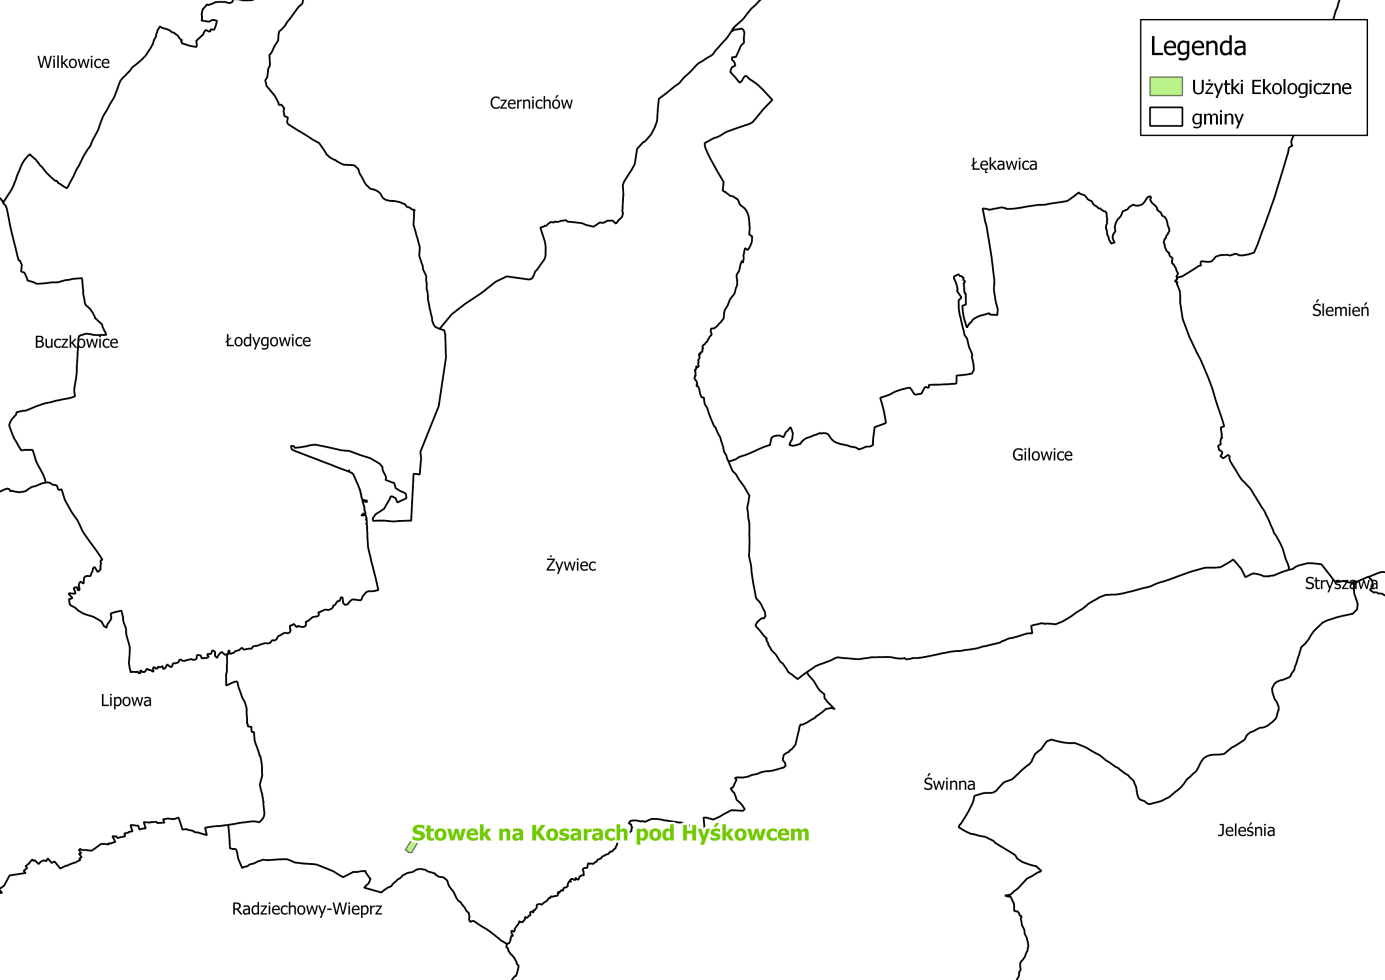 Wilkowice
Czernichów
Legenda
Użytki Ekologiczne
gminy
Łękawica
Ślemień
Buczkowice
Łodygowice
Gilowice
Żywiec
Stryszawa
Lipowa
Świnna
Stowek na Kosarach pod Hyśkowcem
Jeleśnia
Radziechowy-Wieprz